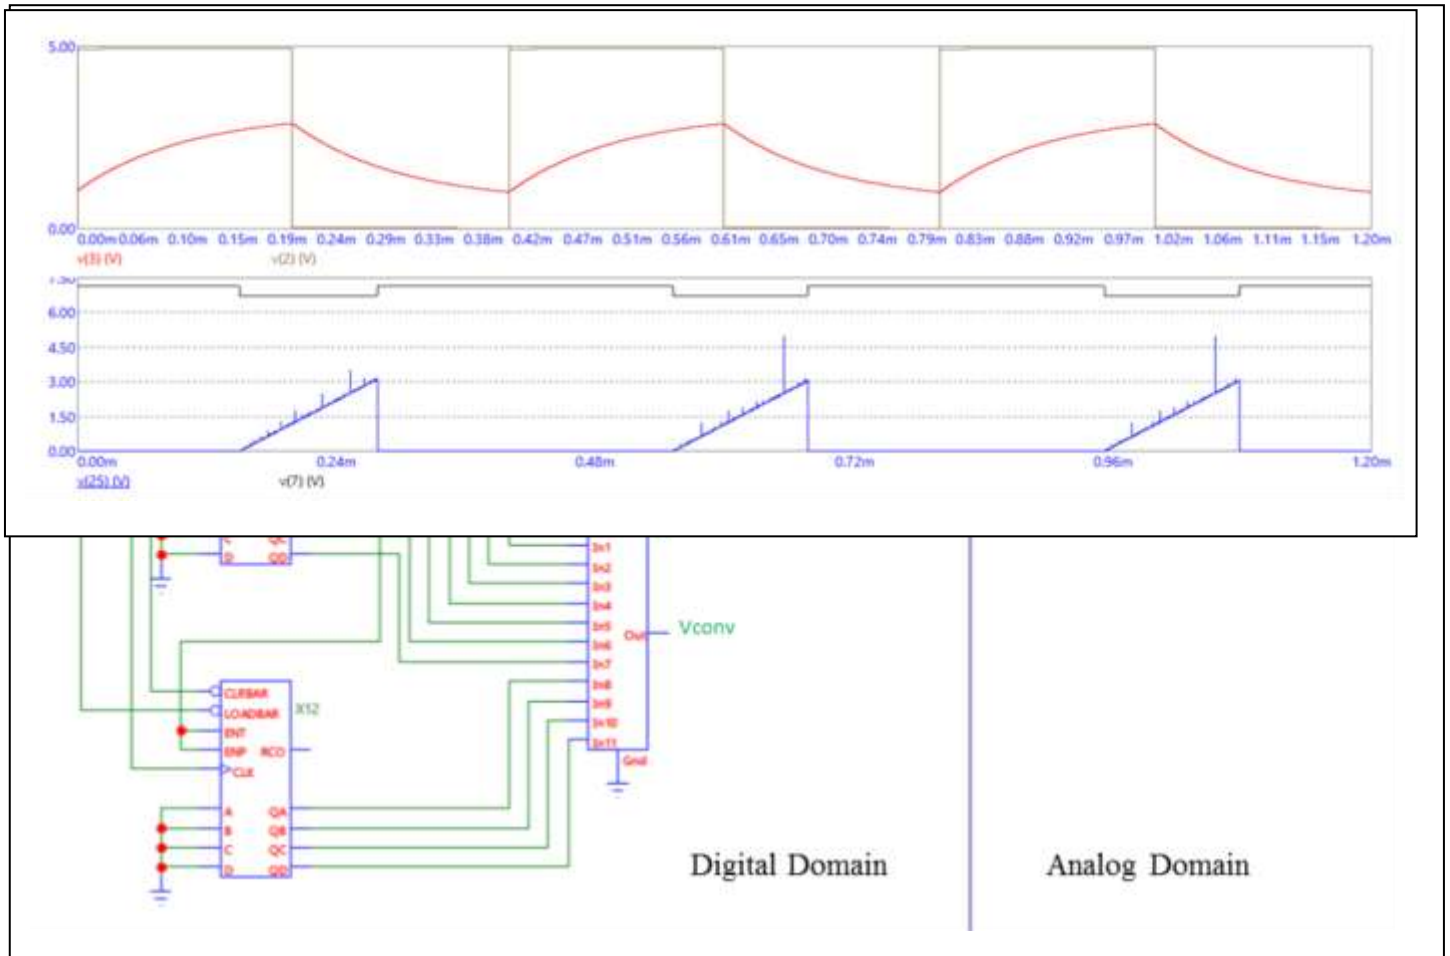 5.00
0.00
0.00m 0.06m 0.10m 0.15m 0.19m 0.24m 0.29m 0.33m 0.38m 0.42m 0.47m 0.51m 0.56m 0.61m 0.65m 0.70m 0.74m 0.79m 0.83m 0.88m 0.92m 0.97m 1.02m 1.06m 1.11m 1.15m 1.20m
v(3) (V) v(2) (V)
7.50
6.00
4.50
3.00
1.50
0.00
0.00m 0.24m 0.48m 0.72m 0.96m 1.20m
v(25) (V) v(7) (V)
D QD
In1
In2
In3
In4
In5
Out Vconv
In6
In7
In8
In9
In10
In11
Gnd
CLRBAR
LOADBAR X12
ENT
ENP RCO
CLK
A QA
B QB
C QC
D QD
Digital Domain Analog Domain